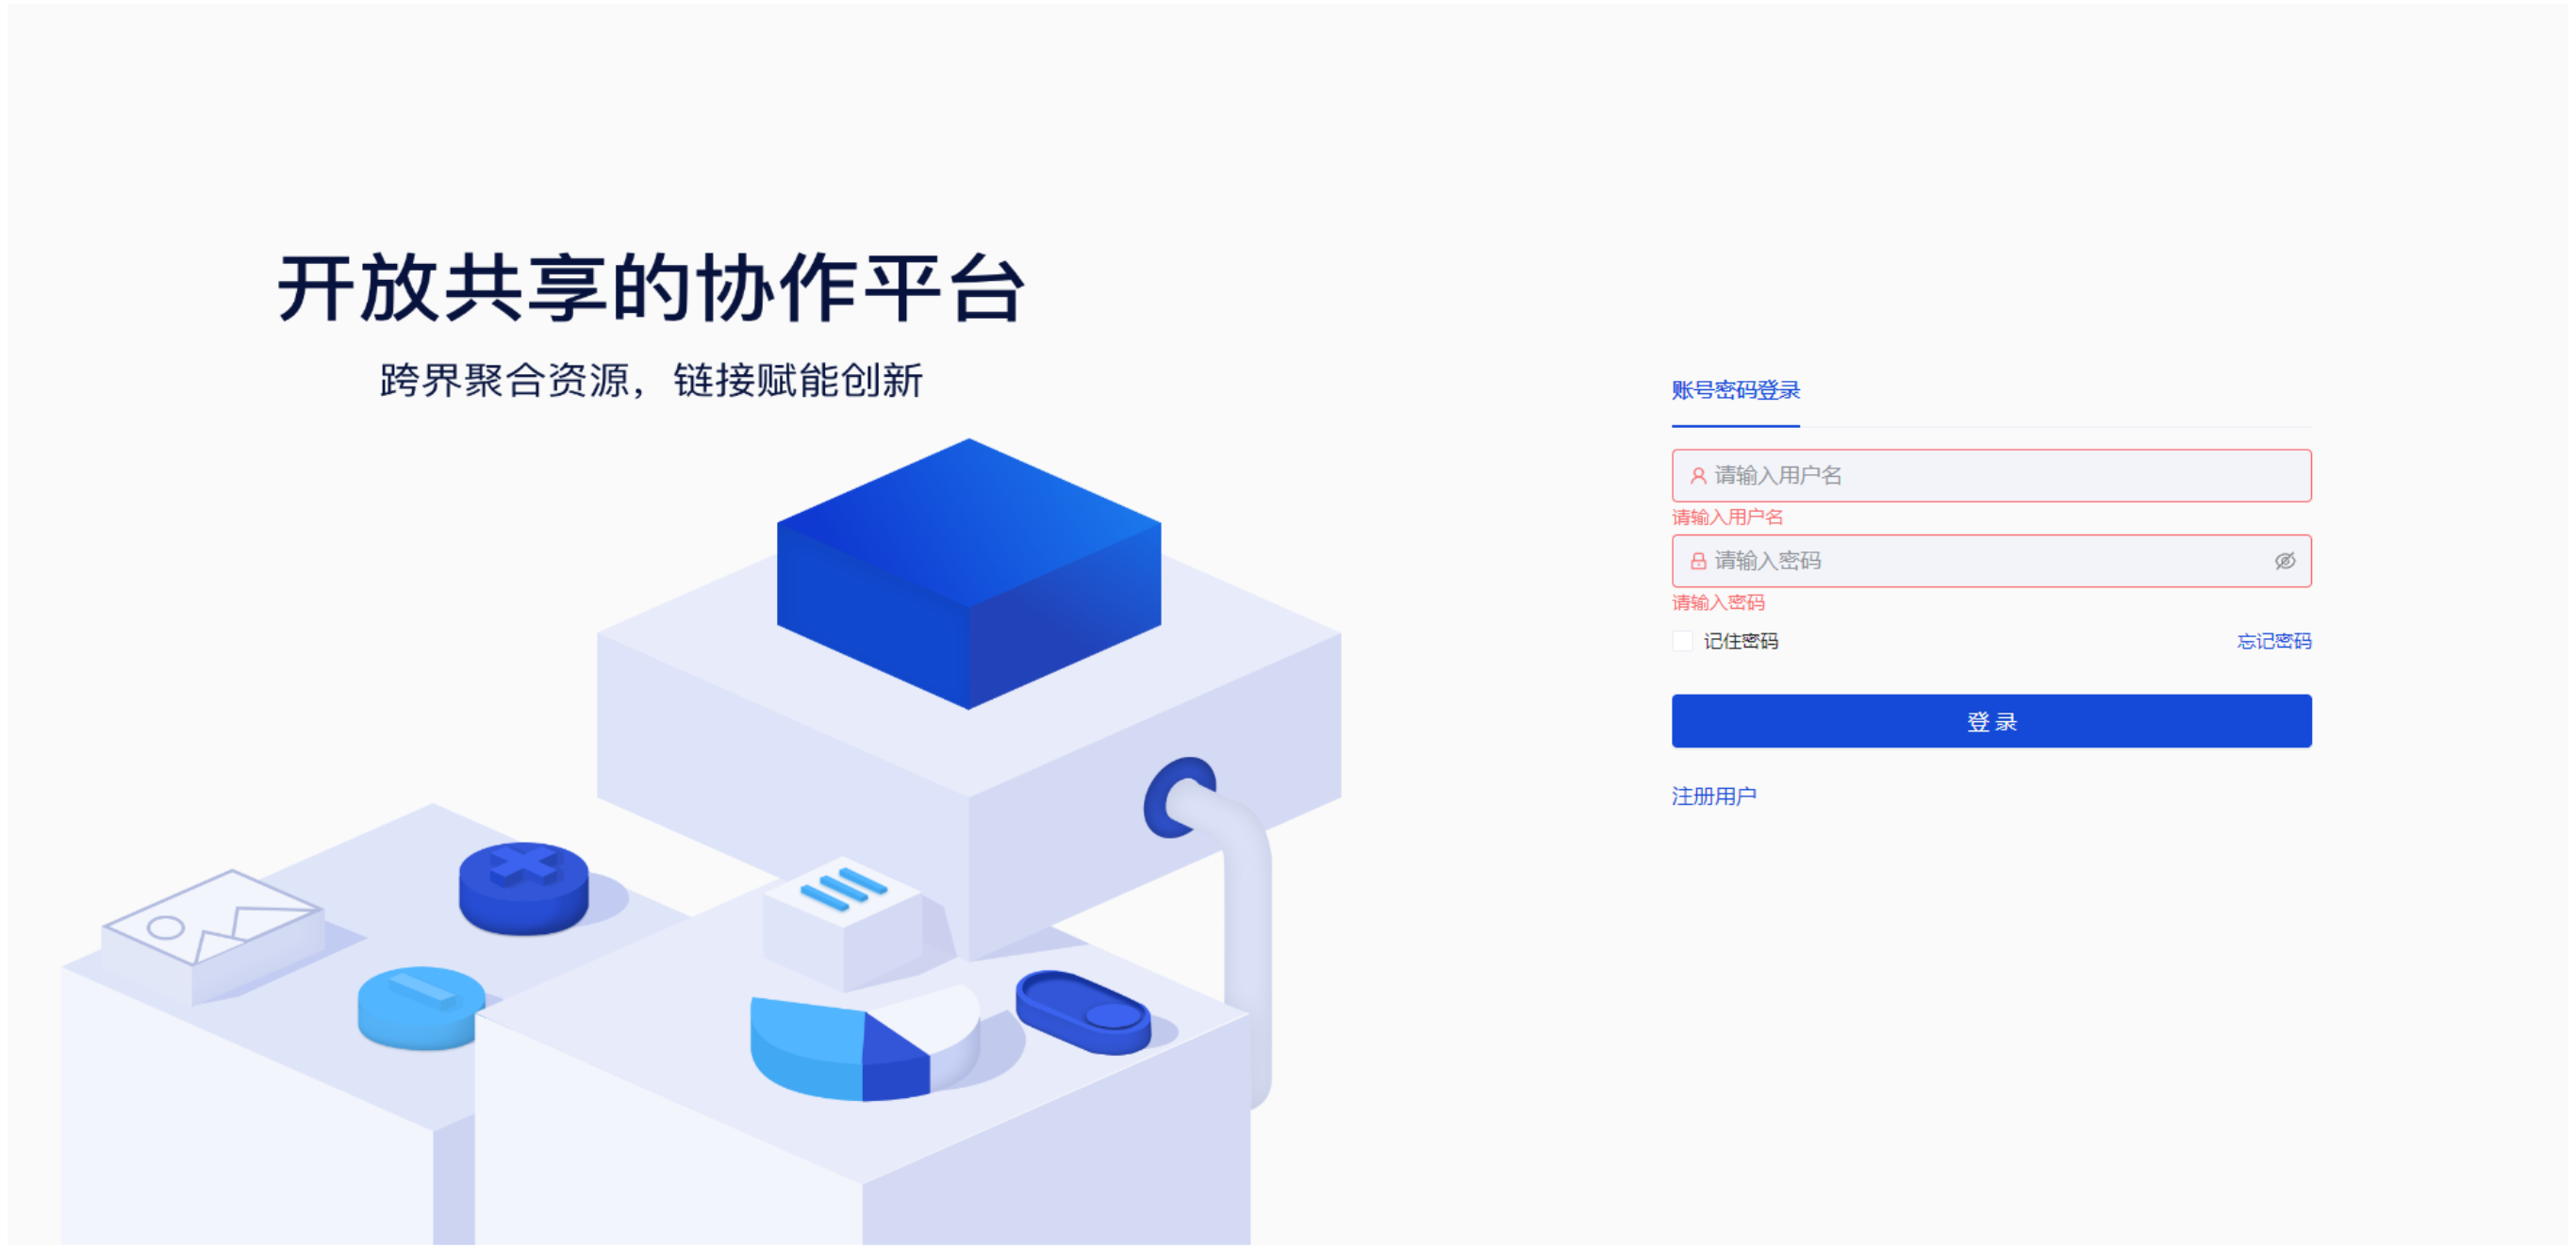 开放共享的协作平台
跨界聚合资源，链接赋能创新
账号密码登录
请输入用户名
请输入用户名
请输入密码
请输入密码
记住密码 忘记密码
登 录
注册用户